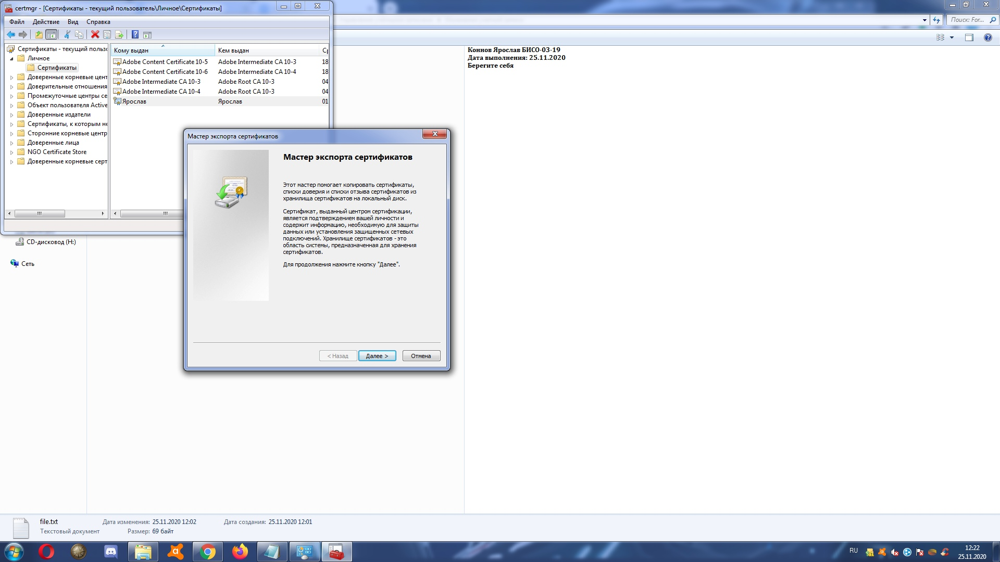 certmgr - [Сертификаты - текущий пользователь\Личное\Сертификаты]
Файл Действие Вид Справка
Поиск: For...
Сертификаты - текущий польз
Личное
Сертификаты
Доверенные корневые цент
Доверительные отношения
Промежуточные центры се
Объект пользователя Active
Доверенные издатели
Сертификаты, к которым не
Сторонние корневые центр
Доверенные лица
NGO Certificate Store
Доверенные корневые серт
Кому выдан Кем выдан Ср
Adobe Content Certificate 10-5 Adobe Intermediate CA 10-3 18
Adobe Content Certificate 10-6 Adobe Intermediate CA 10-4 18
Adobe Intermediate CA 10-3 Adobe Root CA 10-3 04
Adobe Intermediate CA 10-4 Adobe Root CA 10-3 04
Ярослав Ярослав 01
Коннов Ярослав БИСО-03-19
Дата выполнения: 25.11.2020
Берегите себя
CD-дисковод (H:)
Сеть
Мастер экспорта сертификатов
Мастер экспорта сертификатов
Этот мастер помогает копировать сертификаты,
списки доверия и списки отзыва сертификатов из
хранилища сертификатов на локальный диск.
Сертификат, выданный центром сертификации,
является подтверждением вашей личности и
содержит информацию, необходимую для защиты
данных или установления защищенных сетевых
подключений. Хранилище сертификатов - это
область системы, предназначенная для хранения
сертификатов.
Для продолжения нажмите кнопку "Далее".
< Назад Далее > Отмена
file.txt Дата изменения: 25.11.2020 12:02 Дата создания: 25.11.2020 12:01
Текстовый документ Размер: 69 байт
RU
12:22
25.11.2020